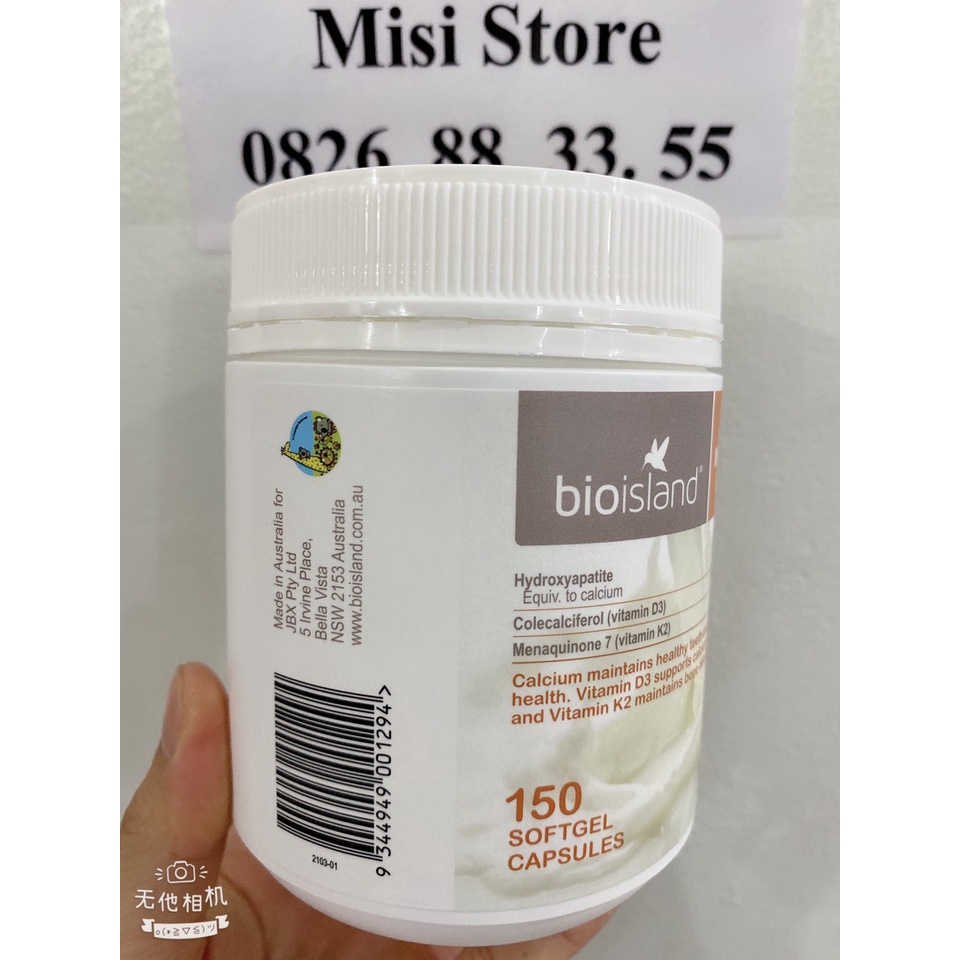 Misi Store
0826. 88. 33. 55
bioisland®
Hydroxyapatite
Equiv. to calcium
Colecalciferol (vitamin D3)
Menaquinone 7 (vitamin K2)
Calcium maintains healthy teeth
health. Vitamin D3 supports
and Vitamin K2 maintains bone
150
SOFTGEL
CAPSULES
Made in Australia for
JBX Pty Ltd
5 Irvine Place,
Bella Vista
NSW 2153 Australia
www.bioisland.com.au
9 344949 001294 >
2103-01
无他相机